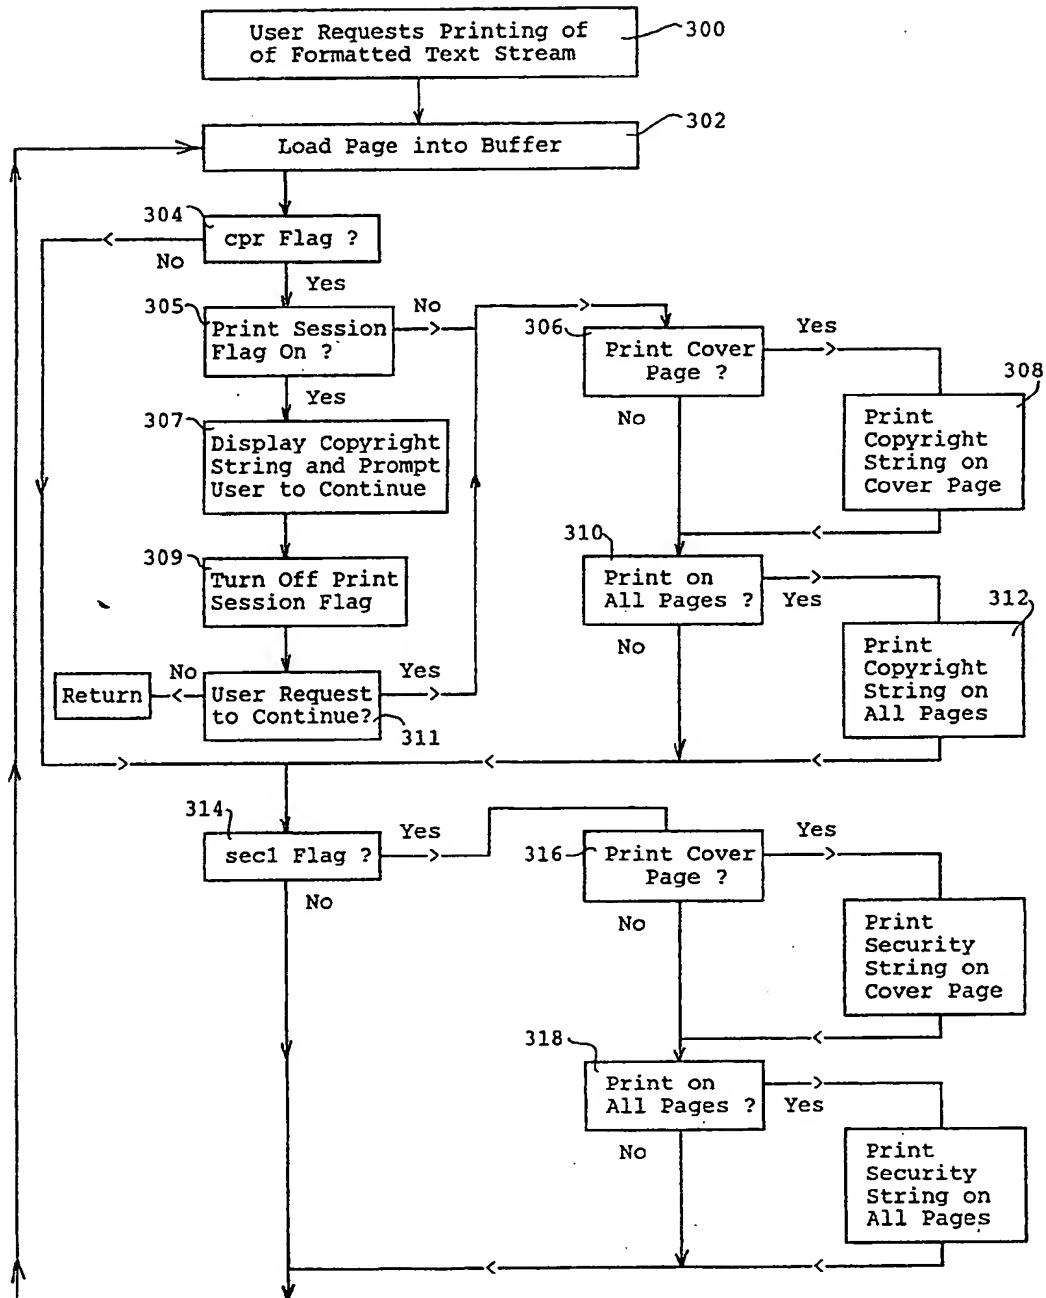 User Requests Printing of
of Formatted Text Stream
300
Load Page into Buffer
302
304
cpr Flag ?
No
Yes
305
Print Session
Flag On ?
No
Yes
306
Print Cover
Page ?
Yes
No
308
Print
Copyright
String on
Cover Page
307
Display Copyright
String and Prompt
User to Continue
309
Turn Off Print
Session Flag
310
Print on
All Pages ?
Yes
No
312
Print
Copyright
String on
All Pages
Return
No
User Request
to Continue?
Yes
311
314
sec1 Flag ?
Yes
No
316
Print Cover
Page ?
Yes
No
Print
Security
String on
Cover Page
318
Print on
All Pages ?
Yes
No
Print
Security
String on
All Pages